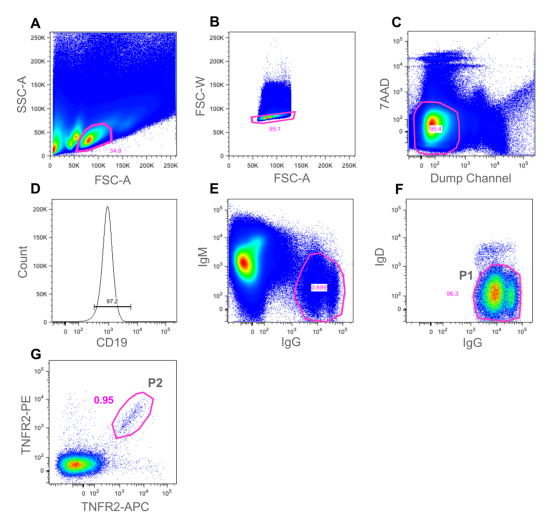 A
SSC-A
250K
200K
150K
100K
50K
0
34.9
0 50K 100K 150K 200K 250K
FSC-A
B
FSC-W
250K
200K
150K
100K
50K
0
95.1
0 50K 100K 150K 200K 250K
FSC-A
C
7AAD
10^5
10^4
10^3
10^2
0
0 10^2 10^3 10^4 10^5
Dump Channel
D
Count
200K
150K
100K
50K
0
97.2
0 10^2 10^3 10^4 10^5
CD19
E
IgM
10^5
10^4
10^3
10^2
0
0.899
0 10^2 10^3 10^4 10^5
IgG
F
IgD
10^5
10^4
10^3
10^2
0
P1
96.3
0 10^2 10^3 10^4 10^5
IgG
G
TNFR2-PE
10^5
10^4
10^3
10^2
0
0.95
P2
0 10^2 10^3 10^4 10^5
TNFR2-APC